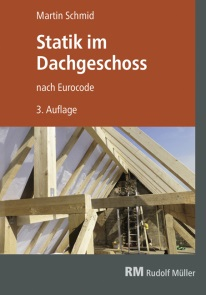 Martin Schmid
Statik im
Dachgeschoss
nach Eurocode
3. Auflage
RM Rudolf Müller